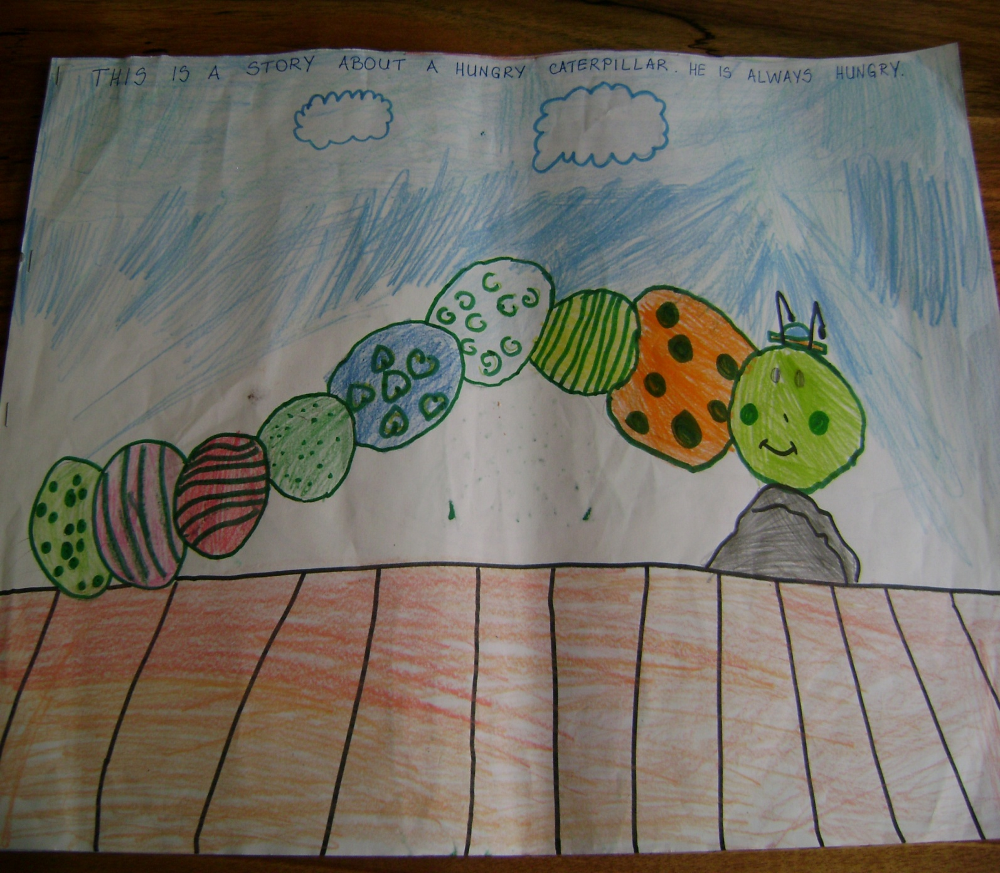 THIS IS A STORY ABOUT A HUNGRY CATERPILLAR. HE IS ALWAYS HUNGRY.